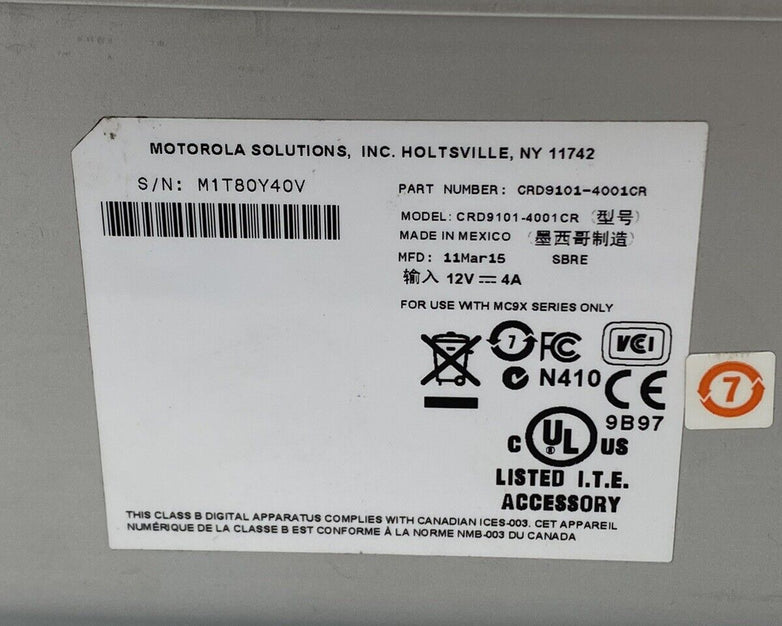 MOTOROLA SOLUTIONS, INC. HOLTSVILLE, NY 11742
S/N: M1T80Y40V
PART NUMBER: CRD9101-4001CR
MODEL: CRD9101-4001CR (型号)
MADE IN MEXICO (墨西哥制造)
MFD: 11Mar15 SBRE
输入 12V⎓4A
FOR USE WITH MC9X SERIES ONLY
7 FC VCI
N410 CE
7
9B97
C UL US
LISTED I.T.E.
ACCESSORY
THIS CLASS B DIGITAL APPARATUS COMPLIES WITH CANADIAN ICES-003. CET APPAREIL
NUMÉRIQUE DE LA CLASSE B EST CONFORME À LA NORME NMB-003 DU CANADA